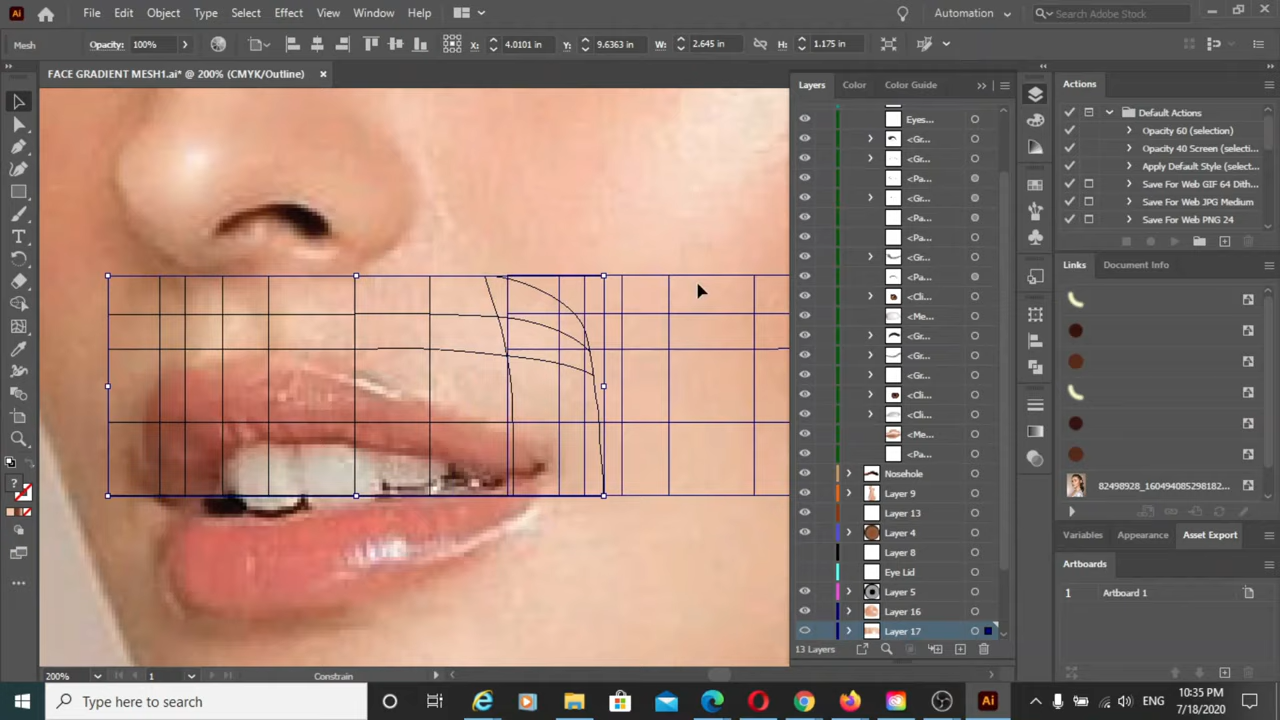 Ai File Edit Object Type Select Effect View Window Help Automation Search Adobe Stock
Mesh Opacity: 100% X: 4.0101 in Y: 9.6363 in W: 2.645 in H: 1.175 in
FACE GRADIENT MESH1.ai* @ 200% (CMYK/Outline) ×
Layers Color Color Guide
Eyes...
<Gr...
<Gr...
<Pa...
<Gr...
<Pa...
<Pa...
<Gr...
<Pa...
<Cli...
<Me...
<Gr...
<Gr...
<Gr...
<Cli...
<Cli...
<Me...
<Pa...
Nosehole
Layer 9
Layer 13
Layer 4
Layer 8
Eye Lid
Layer 5
Layer 16
Layer 17
13 Layers
Actions
Default Actions
Opacity 60 (selection)
Opacity 40 Screen (selecti...
Apply Default Style (select...
Save For Web GIF 64 Dith...
Save For Web JPG Medium
Save For Web PNG 24
Links Document Info
82498928_160494085298182...
Variables Appearance Asset Export
Artboards
1 Artboard 1
200% 1 Constrain
Type here to search
Ai ENG 10:35 PM
7/18/2020